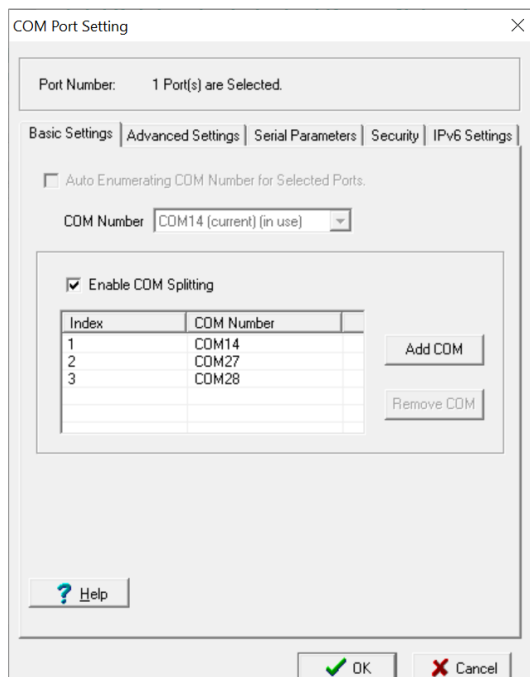 COM Port Setting
Port Number: 1 Port(s) are Selected.
Basic Settings Advanced Settings Serial Parameters Security IPv6 Settings
Auto Enumerating COM Number for Selected Ports.
COM Number COM14 (current) (in use)
Enable COM Splitting
Index COM Number
1 COM14
2 COM27
3 COM28
Add COM
Remove COM
? Help
OK Cancel